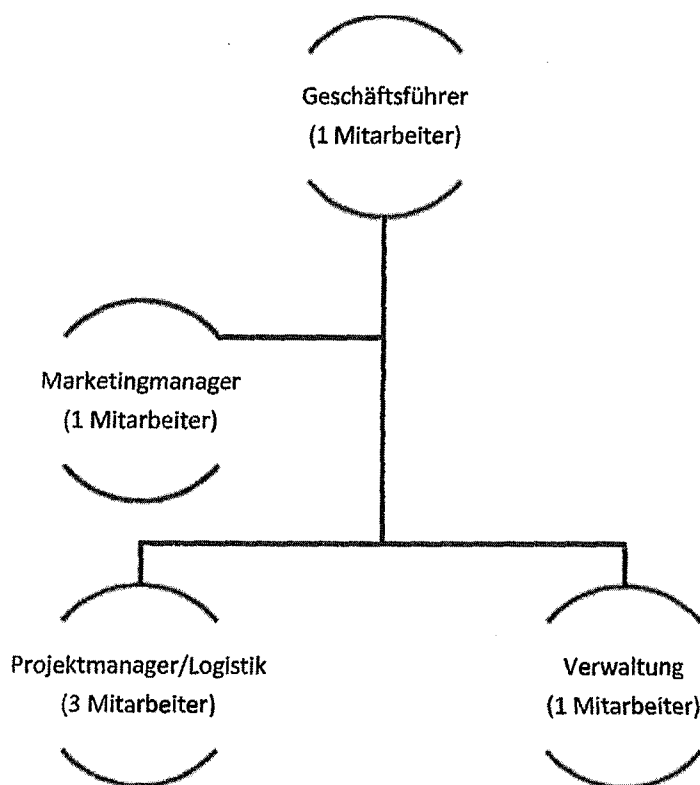 Geschäftsführer
(1 Mitarbeiter)
Marketingmanager
(1 Mitarbeiter)
Projektmanager/Logistik
(3 Mitarbeiter)
Verwaltung
(1 Mitarbeiter)